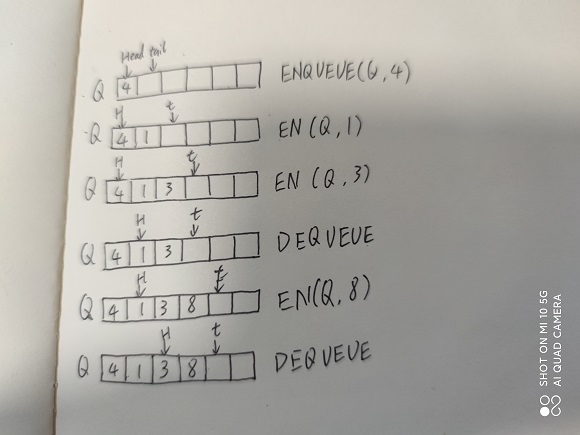 Head tail
Q 4 ENQUEUE(Q,4)
H t
Q 4 1 EN(Q,1)
H t
Q 4 1 3 EN(Q,3)
H t
Q 4 1 3 DEQUEUE
H t
Q 4 1 3 8 EN(Q,8)
H t
Q 4 1 3 8 DEQUEUE
SHOT ON MI 10 5G
AI QUAD CAMERA